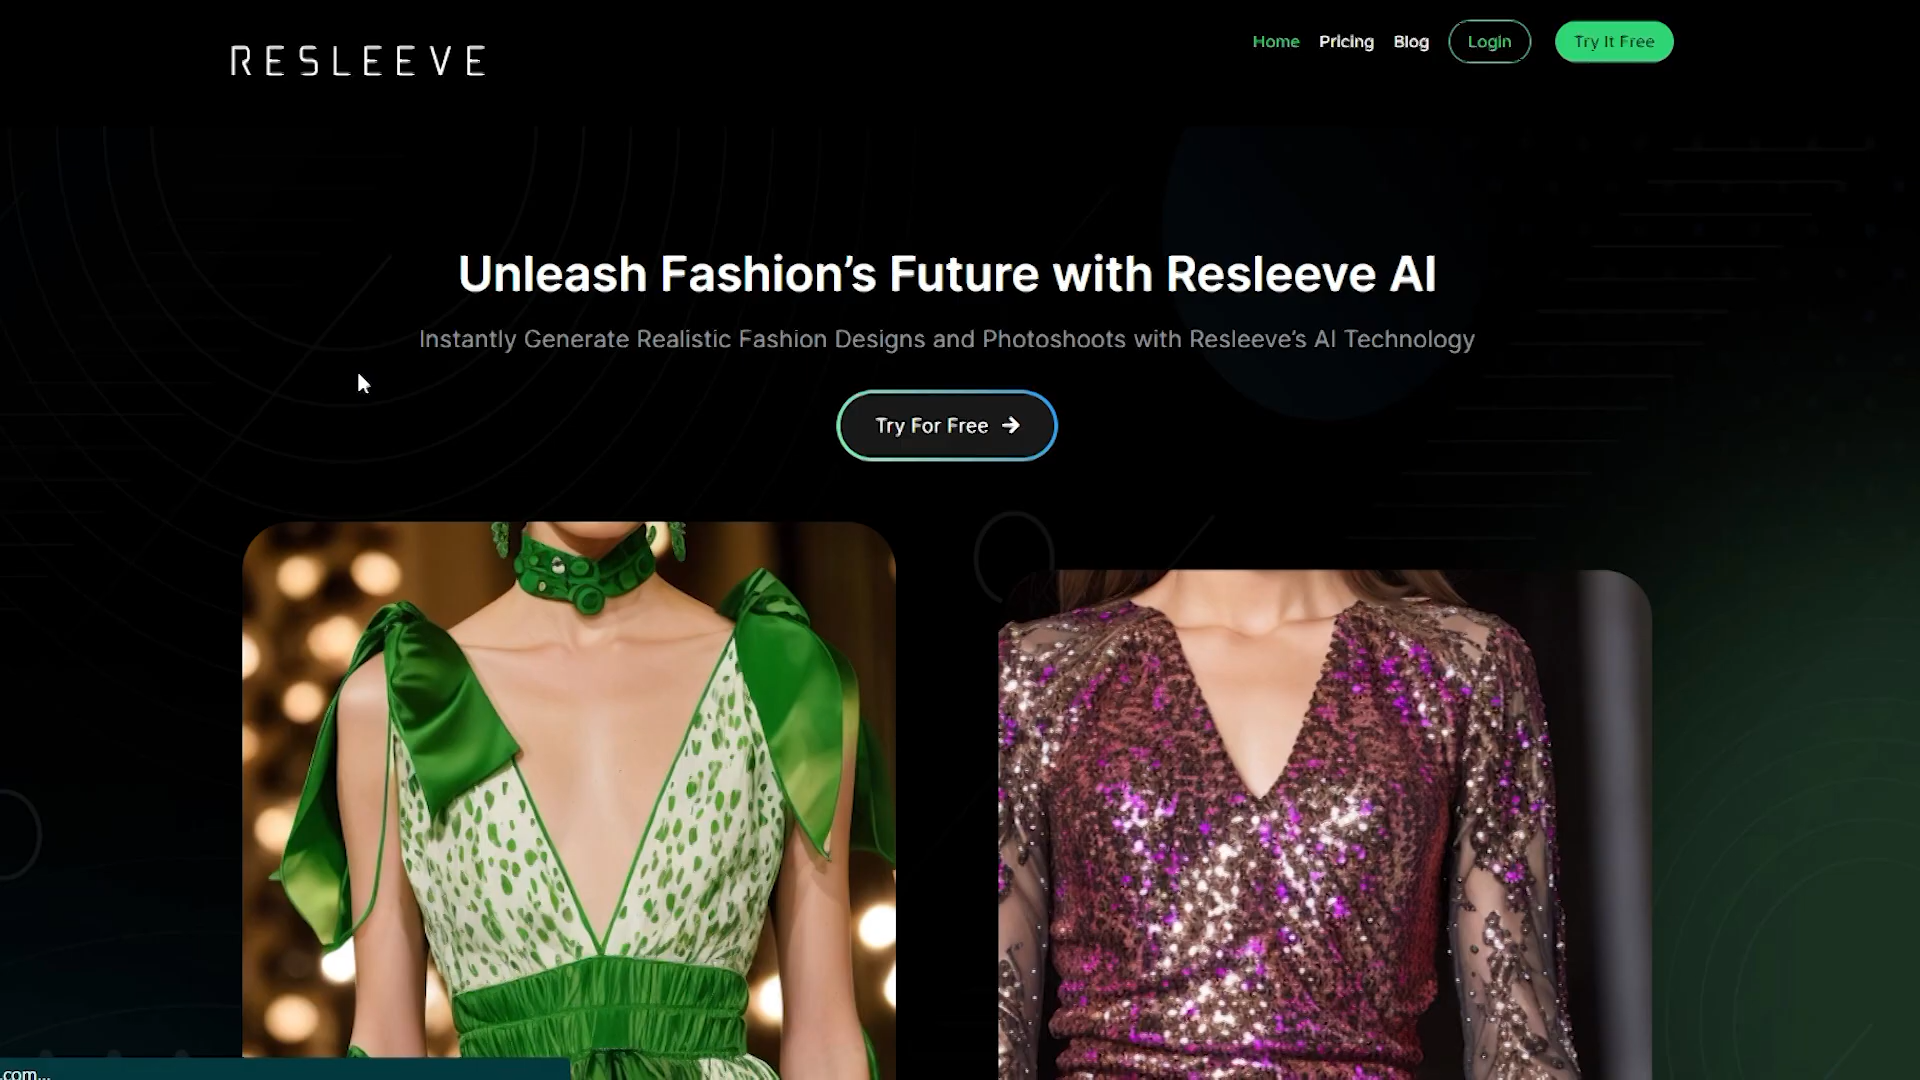 RESLEEVE
Home Pricing Blog Login Try It Free
Unleash Fashion’s Future with Resleeve AI
Instantly Generate Realistic Fashion Designs and Photoshoots with Resleeve’s AI Technology
Try For Free
.com...